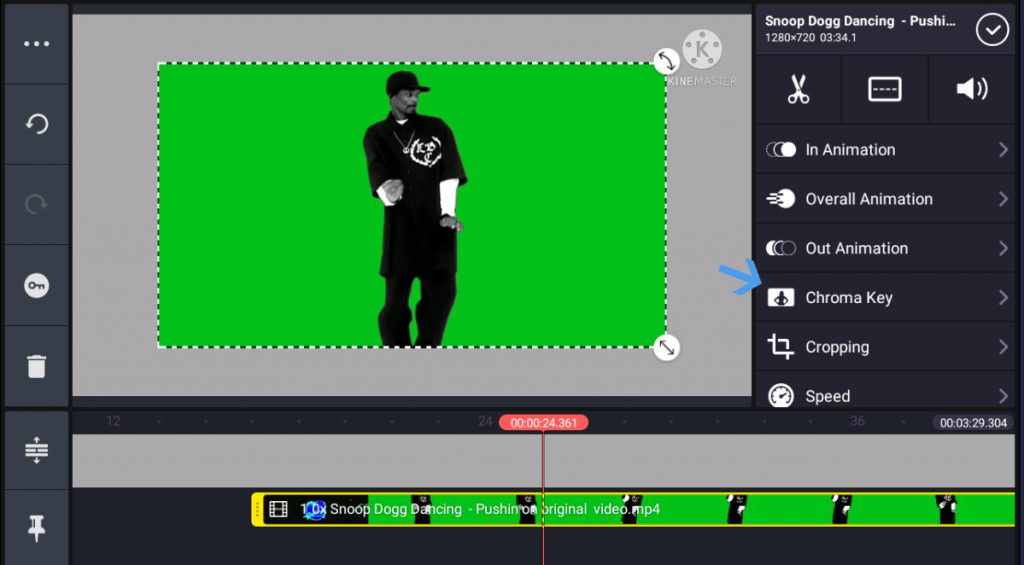 Snoop Dogg Dancing - Pushin...
1280×720 03:34.1
KINEMASTER
In Animation
Overall Animation
Out Animation
Chroma Key
Cropping
Speed
12
24
00:00:24.361
36
00:03:29.304
1.0x Snoop Dogg Dancing - Pushin on original video.mp4